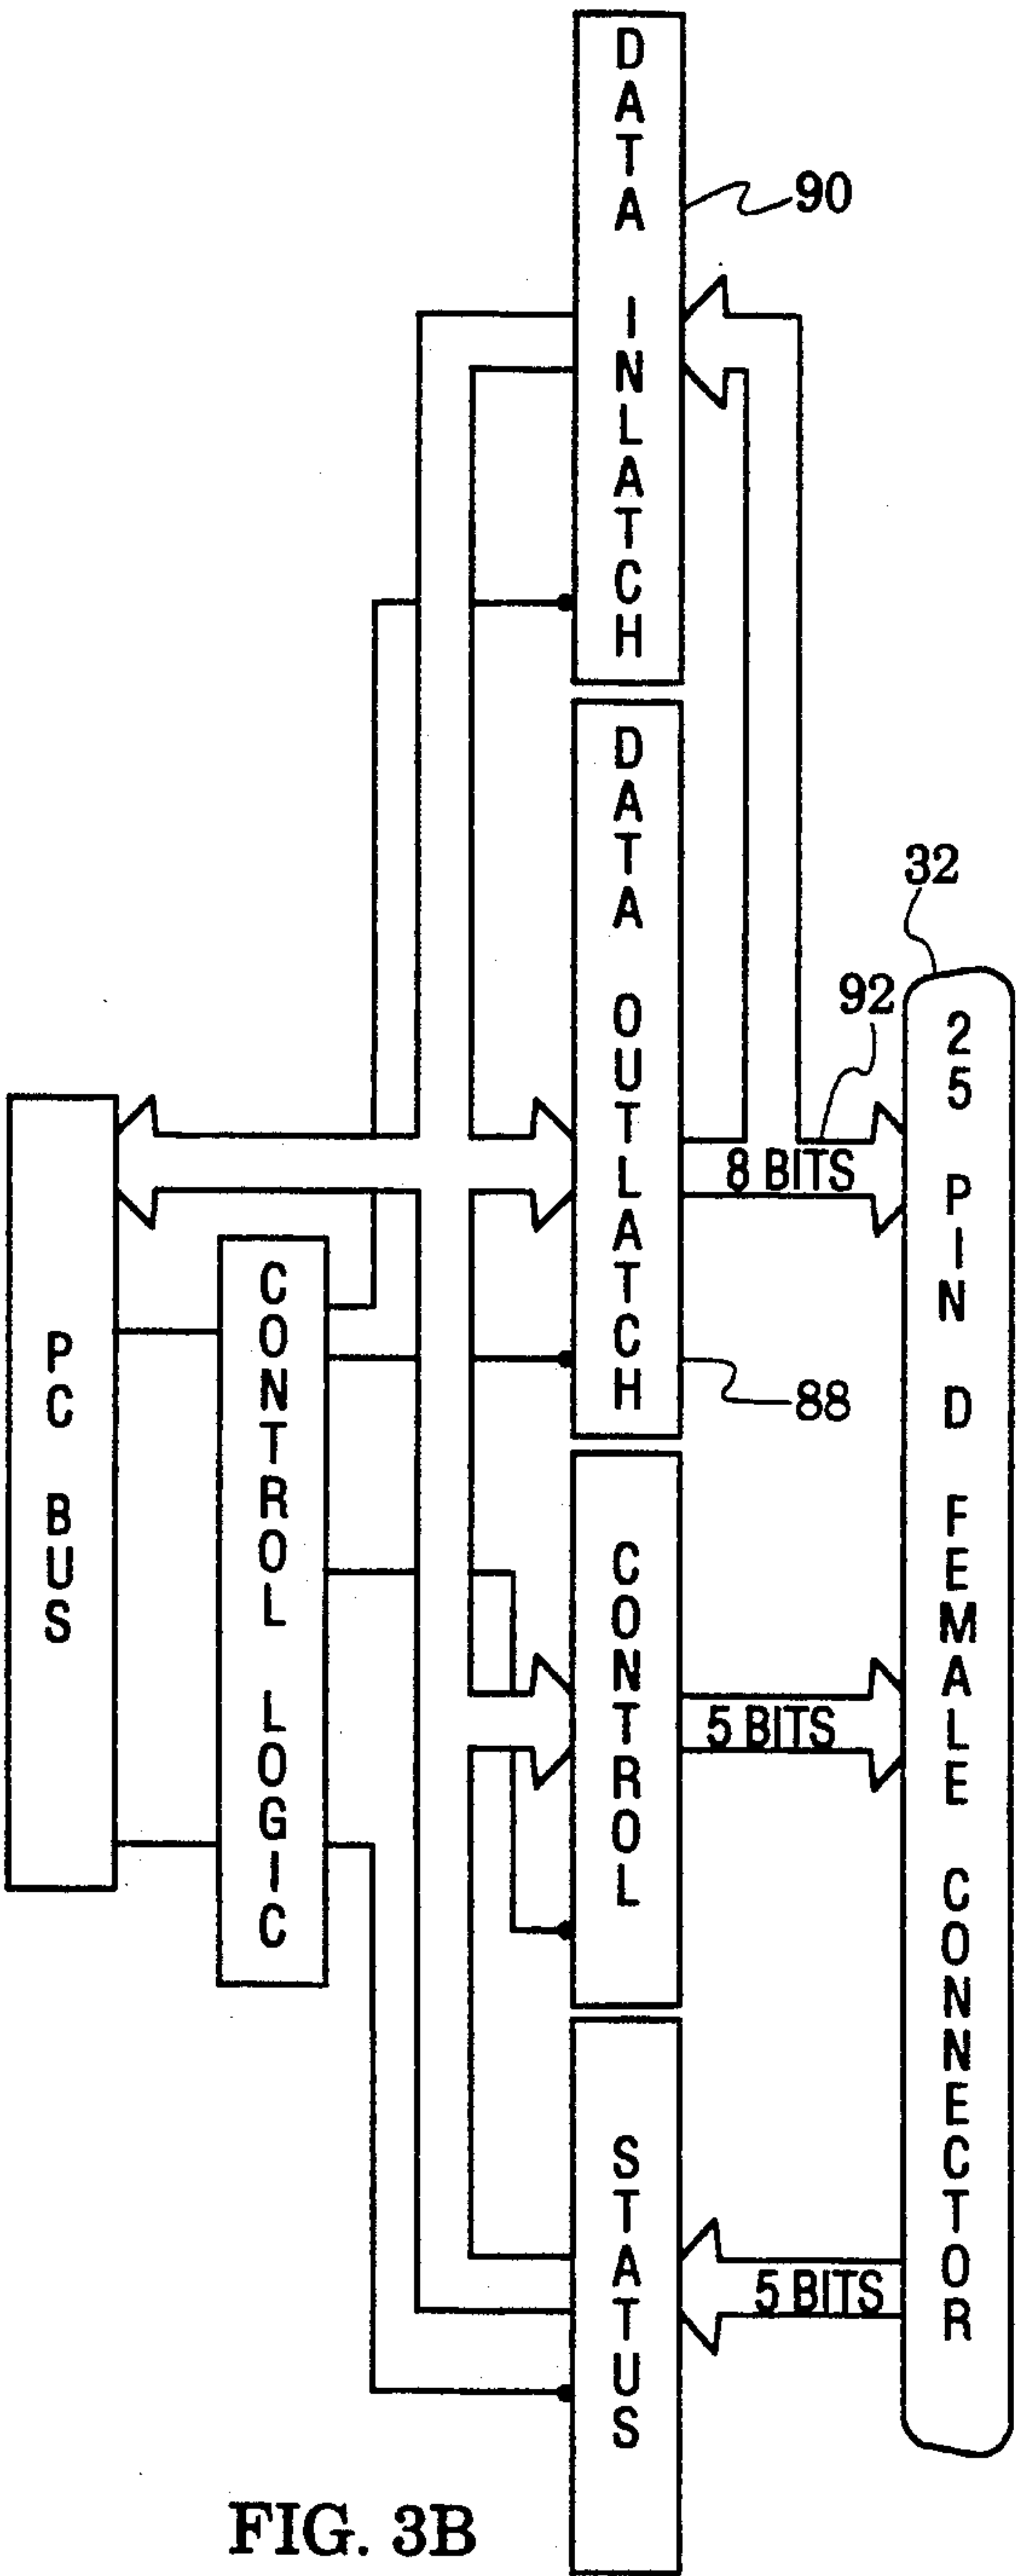 DATA INLATCH
90
32
92
25 PIN D FEMALE CONNECTOR
DATA OUTLATCH
8 BITS
PC BUS
CONTROL LOGIC
88
CONTROL
5 BITS
STATUS
5 BITS
FIG. 3B